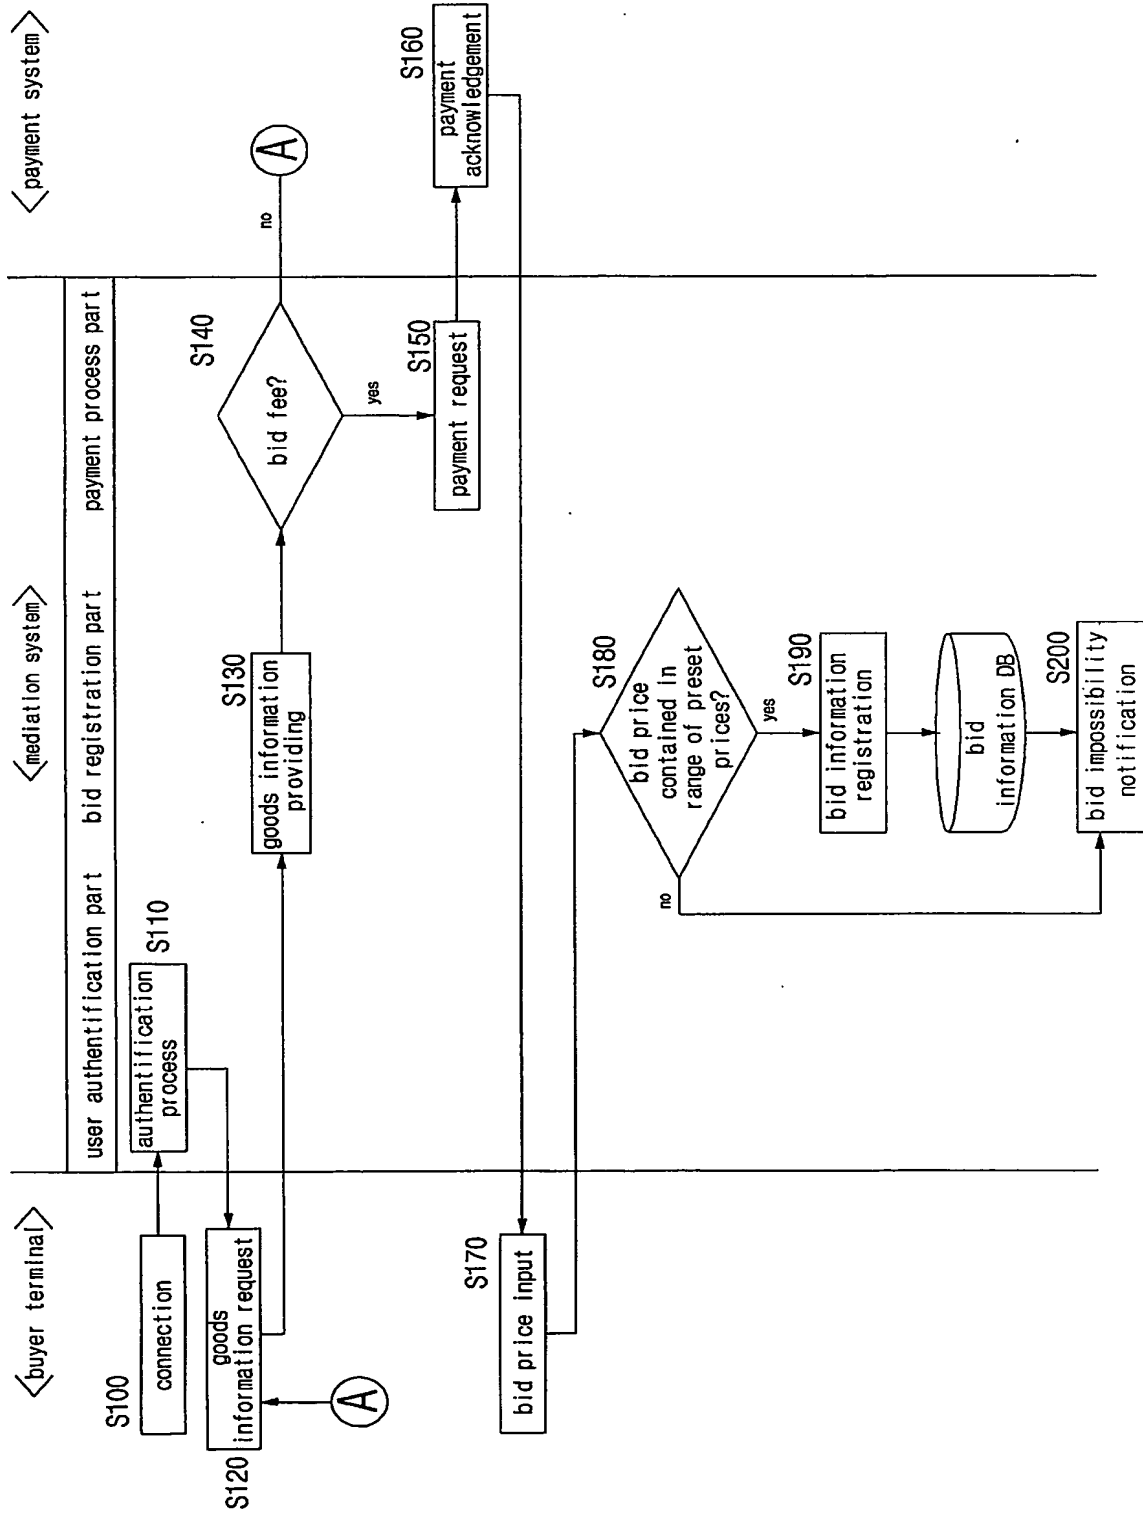 <buyer terminal>
<mediation system>
<payment system>
user authentification part
bid registration part
payment process part
S100
connection
authentification
process
S110
S120
goods
information request
A
S130
goods information
providing
S140
bid fee?
no
A
yes
S150
payment request
S160
payment
acknowledgement
S170
bid price input
S180
bid price
contained in
range of preset
prices?
no
yes
S190
bid information
registration
bid
information DB
S200
bid impossibility
notification